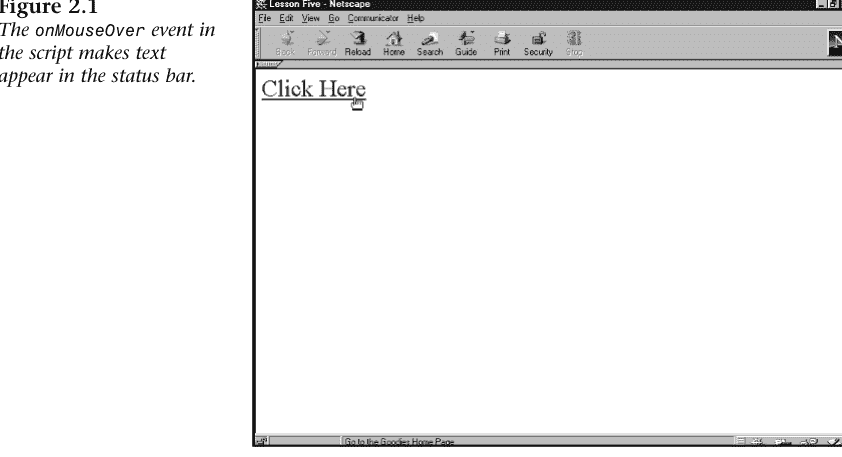 Figure 2.1
The onMouseOver event in
the script makes text
appear in the status bar.
Lesson Five - Netscape
File Edit View Go Communicator Help
Back Forward Reload Home Search Guide Print Security Stop
N
Click Here
Go to the Goodies Home Page